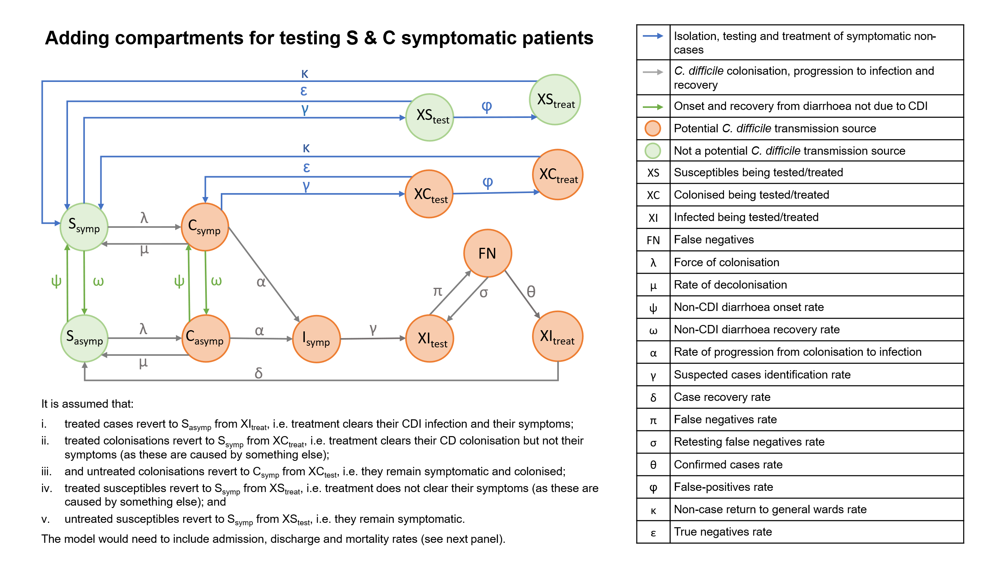 Adding compartments for testing S & C symptomatic patients
κ
ε
γ
φ
XStest
XStreat
κ
ε
γ
φ
XCtest
XCtreat
Ssymp
λ
Csymp
μ
FN
ψ
ω
ψ
ω
α
π
σ
θ
Sasymp
λ
Casymp
α
Isymp
γ
XItest
XItreat
μ
δ
It is assumed that:
i. treated cases revert to Sasymp from XItreat, i.e. treatment clears their CDI infection and their symptoms;
ii. treated colonisations revert to Ssymp from XCtreat, i.e. treatment clears their CD colonisation but not their
symptoms (as these are caused by something else);
iii. and untreated colonisations revert to Csymp from XCtest, i.e. they remain symptomatic and colonised;
iv. treated susceptibles revert to Ssymp from XStreat, i.e. treatment does not clear their symptoms (as these are
caused by something else); and
v. untreated susceptibles revert to Ssymp from XStest, i.e. they remain symptomatic.
The model would need to include admission, discharge and mortality rates (see next panel).
Isolation, testing and treatment of symptomatic non-
cases
C. difficile colonisation, progression to infection and
recovery
Onset and recovery from diarrhoea not due to CDI
Potential C. difficile transmission source
Not a potential C. difficile transmission source
XS Susceptibles being tested/treated
XC Colonised being tested/treated
XI Infected being tested/treated
FN False negatives
λ Force of colonisation
μ Rate of decolonisation
ψ Non-CDI diarrhoea onset rate
ω Non-CDI diarrhoea recovery rate
α Rate of progression from colonisation to infection
γ Suspected cases identification rate
δ Case recovery rate
π False negatives rate
σ Retesting false negatives rate
θ Confirmed cases rate
φ False-positives rate
κ Non-case return to general wards rate
ε True negatives rate